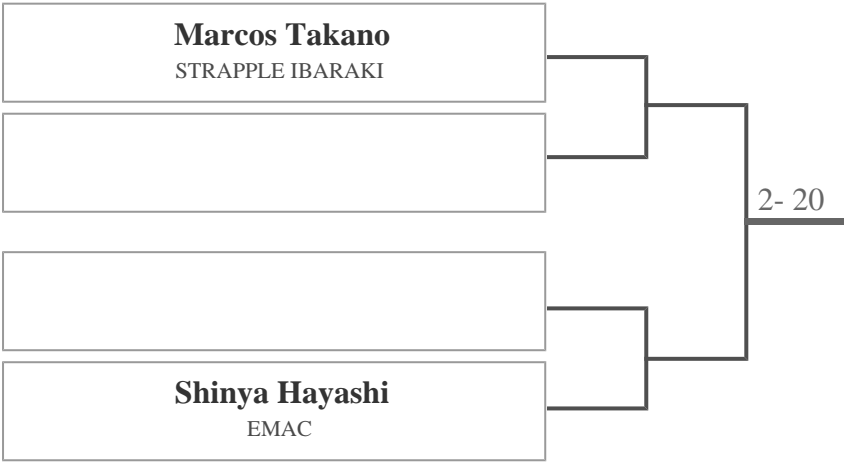 Marcos Takano
STRAPPLE IBARAKI
2- 20
Shinya Hayashi
EMAC